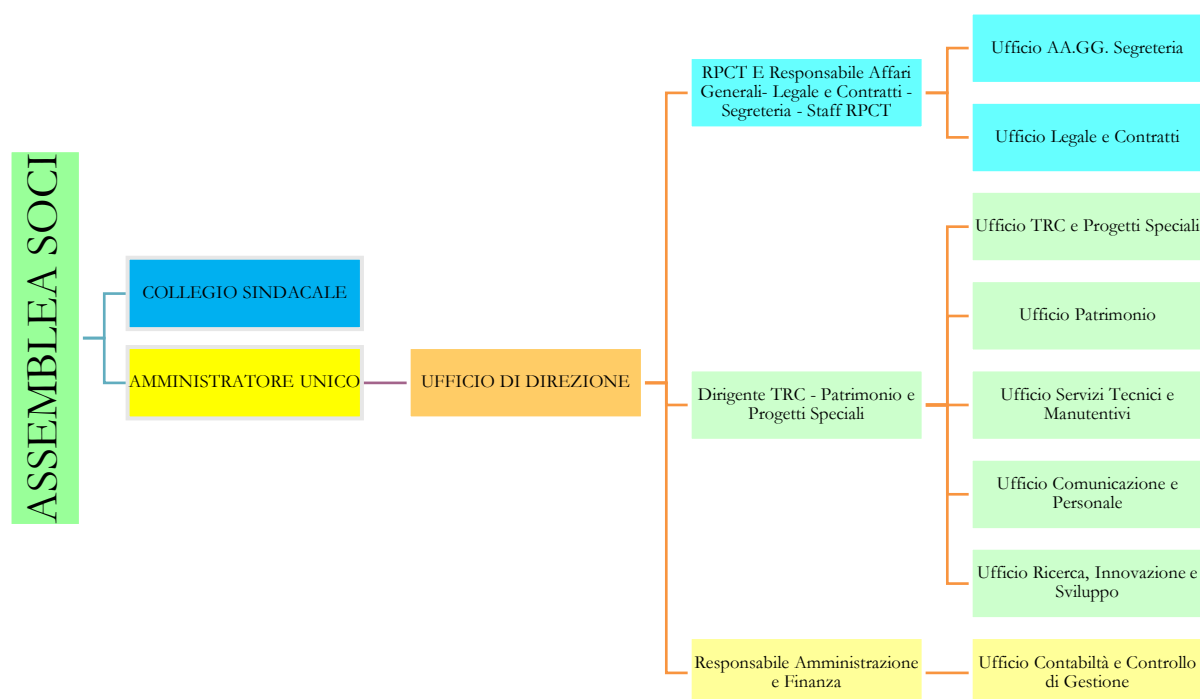 ASSEMBLEA SOCI
COLLEGIO SINDACALE
AMMINISTRATORE UNICO
UFFICIO DI DIREZIONE
RPCT E Responsabile Affari
Generali- Legale e Contratti -
Segreteria - Staff RPCT
Ufficio AA.GG. Segreteria
Ufficio Legale e Contratti
Dirigente TRC - Patrimonio e
Progetti Speciali
Ufficio TRC e Progetti Speciali
Ufficio Patrimonio
Ufficio Servizi Tecnici e
Manutentivi
Ufficio Comunicazione e
Personale
Ufficio Ricerca, Innovazione e
Sviluppo
Responsabile Amministrazione
e Finanza
Ufficio Contabiltà e Controllo
di Gestione